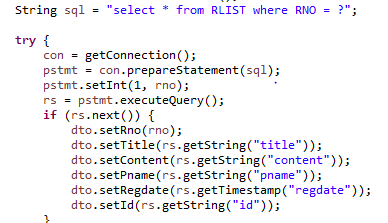 String sql = "select * from RLIST where RNO = ?";
try {
con = getConnection();
pstmt = con.prepareStatement(sql);
pstmt.setInt(1, rno);
rs = pstmt.executeQuery();
if (rs.next()) {
dto.setRno(rno);
dto.setTitle(rs.getString("title"));
dto.setContent(rs.getString("content"));
dto.setPname(rs.getString("pname"));
dto.setRegdate(rs.getTimestamp("regdate"));
dto.setId(rs.getString("id"));
}